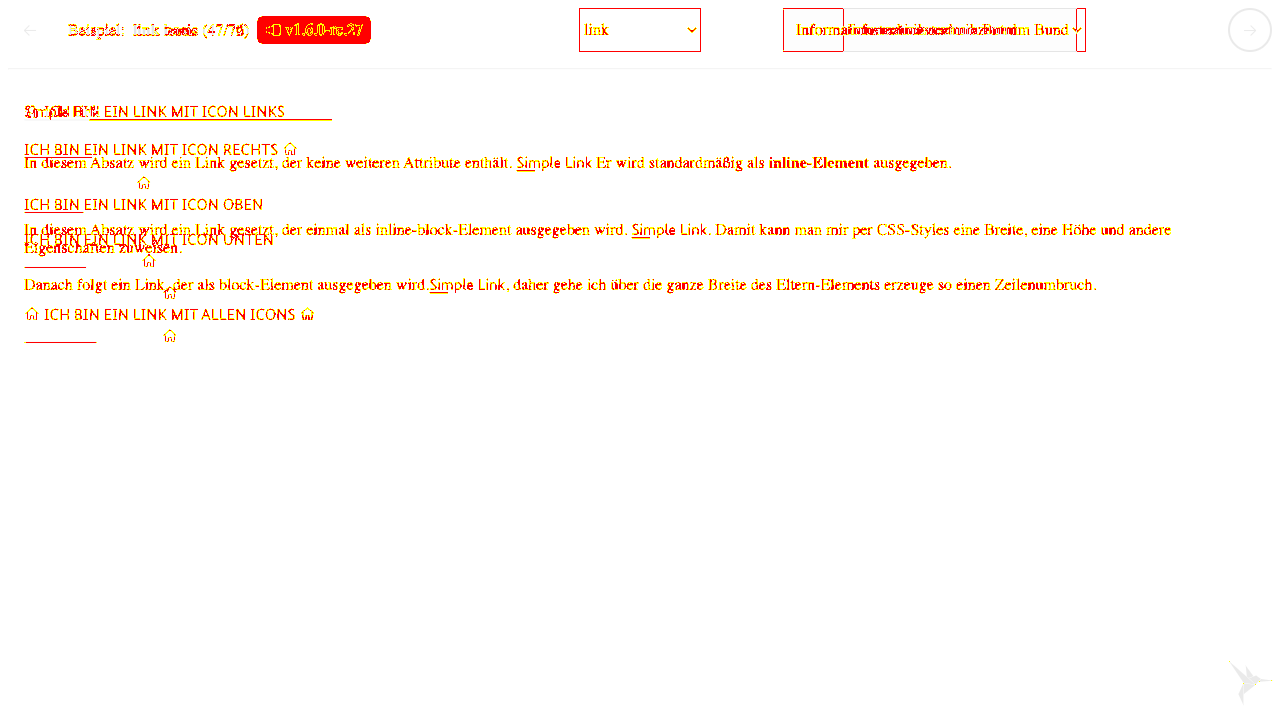 Beispiel: link (47/76) v1.6.0-rc.27 link
ICH BIN EIN LINK MIT ICON LINKS
ICH BIN EIN LINK MIT ICON RECHTS
In diesem Absatz wird ein Link gesetzt, der keine weiteren Attribute enthält. Simple Link Er wird standardmäßig als inline-Element ausgegeben.
ICH BIN EIN LINK MIT ICON OBEN
In diesem Absatz wird ein Link gesetzt, der einmal als inline-block-Element ausgegeben wird. Simple Link. Damit kann man mir per CSS-Styles eine Breite, eine Höhe und andere
ICH BIN EIN LINK MIT ICON UNTEN
Eigenschaften zuweisen.
Danach folgt ein Link, der als block-Element ausgegeben wird.Simple Link, daher gehe ich über die ganze Breite des Eltern-Elements erzeuge so einen Zeilenumbruch.
ICH BIN EIN LINK MIT ALLEN ICONS